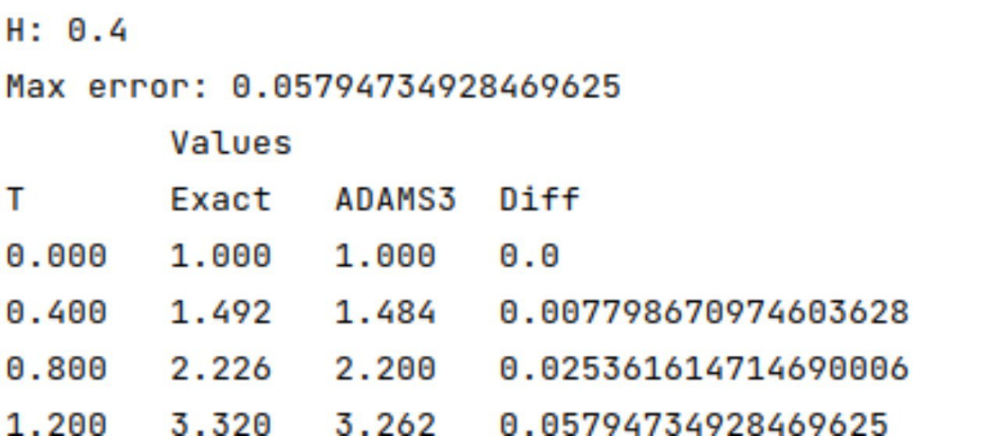 H: 0.4
Max error: 0.05794734928469625
Values
T Exact ADAMS3 Diff
0.000 1.000 1.000 0.0
0.400 1.492 1.484 0.007798670974603628
0.800 2.226 2.200 0.025361614714690006
1.200 3.320 3.262 0.05794734928469625